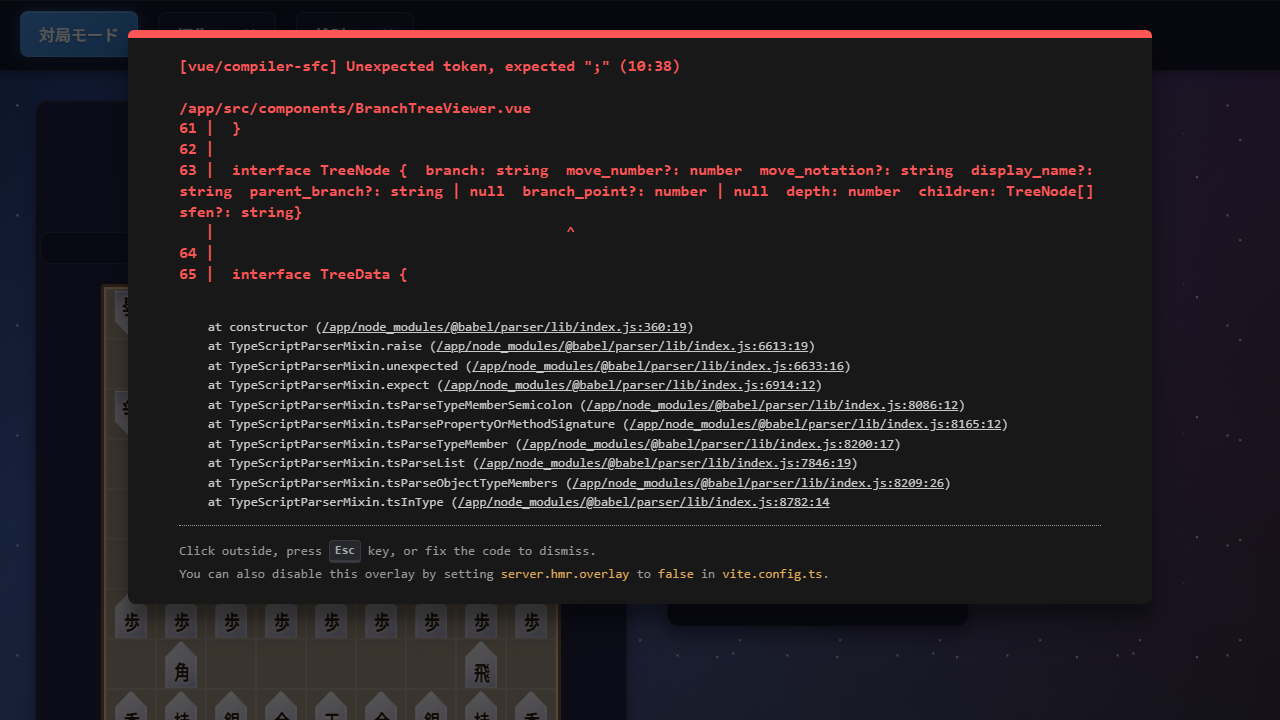 対局モード
[vue/compiler-sfc] Unexpected token, expected ";" (10:38)
/app/src/components/BranchTreeViewer.vue
61 |  }
62 |
63 |  interface TreeNode {  branch: string  move_number?: number  move_notation?: string  display_name?:
string  parent_branch?: string | null  branch_point?: number | null  depth: number  children: TreeNode[]
sfen?: string}
   |                                      ^
64 |
65 |  interface TreeData {
at constructor (/app/node_modules/@babel/parser/lib/index.js:360:19)
at TypeScriptParserMixin.raise (/app/node_modules/@babel/parser/lib/index.js:6613:19)
at TypeScriptParserMixin.unexpected (/app/node_modules/@babel/parser/lib/index.js:6633:16)
at TypeScriptParserMixin.expect (/app/node_modules/@babel/parser/lib/index.js:6914:12)
at TypeScriptParserMixin.tsParseTypeMemberSemicolon (/app/node_modules/@babel/parser/lib/index.js:8086:12)
at TypeScriptParserMixin.tsParsePropertyOrMethodSignature (/app/node_modules/@babel/parser/lib/index.js:8165:12)
at TypeScriptParserMixin.tsParseTypeMember (/app/node_modules/@babel/parser/lib/index.js:8200:17)
at TypeScriptParserMixin.tsParseList (/app/node_modules/@babel/parser/lib/index.js:7846:19)
at TypeScriptParserMixin.tsParseObjectTypeMembers (/app/node_modules/@babel/parser/lib/index.js:8209:26)
at TypeScriptParserMixin.tsInType (/app/node_modules/@babel/parser/lib/index.js:8782:14
Click outside, press Esc key, or fix the code to dismiss.
You can also disable this overlay by setting server.hmr.overlay to false in vite.config.ts.
歩 歩 歩 歩 歩 歩 歩 歩 歩
角 飛